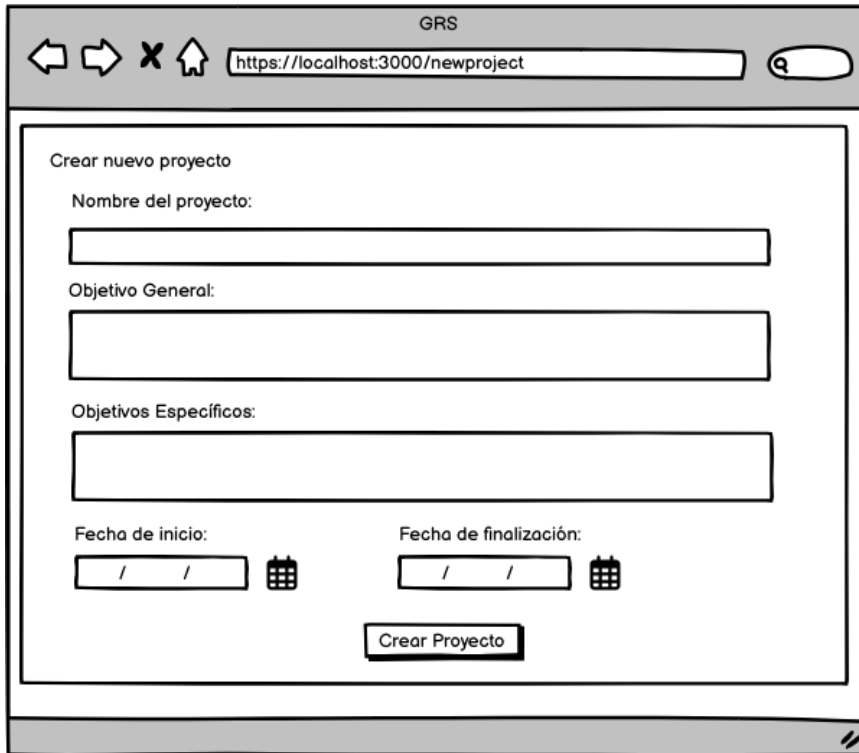 GRS
https://localhost:3000/newproject
Crear nuevo proyecto
Nombre del proyecto:
Objetivo General:
Objetivos Específicos:
Fecha de inicio: Fecha de finalización:
/ / / /
Crear Proyecto